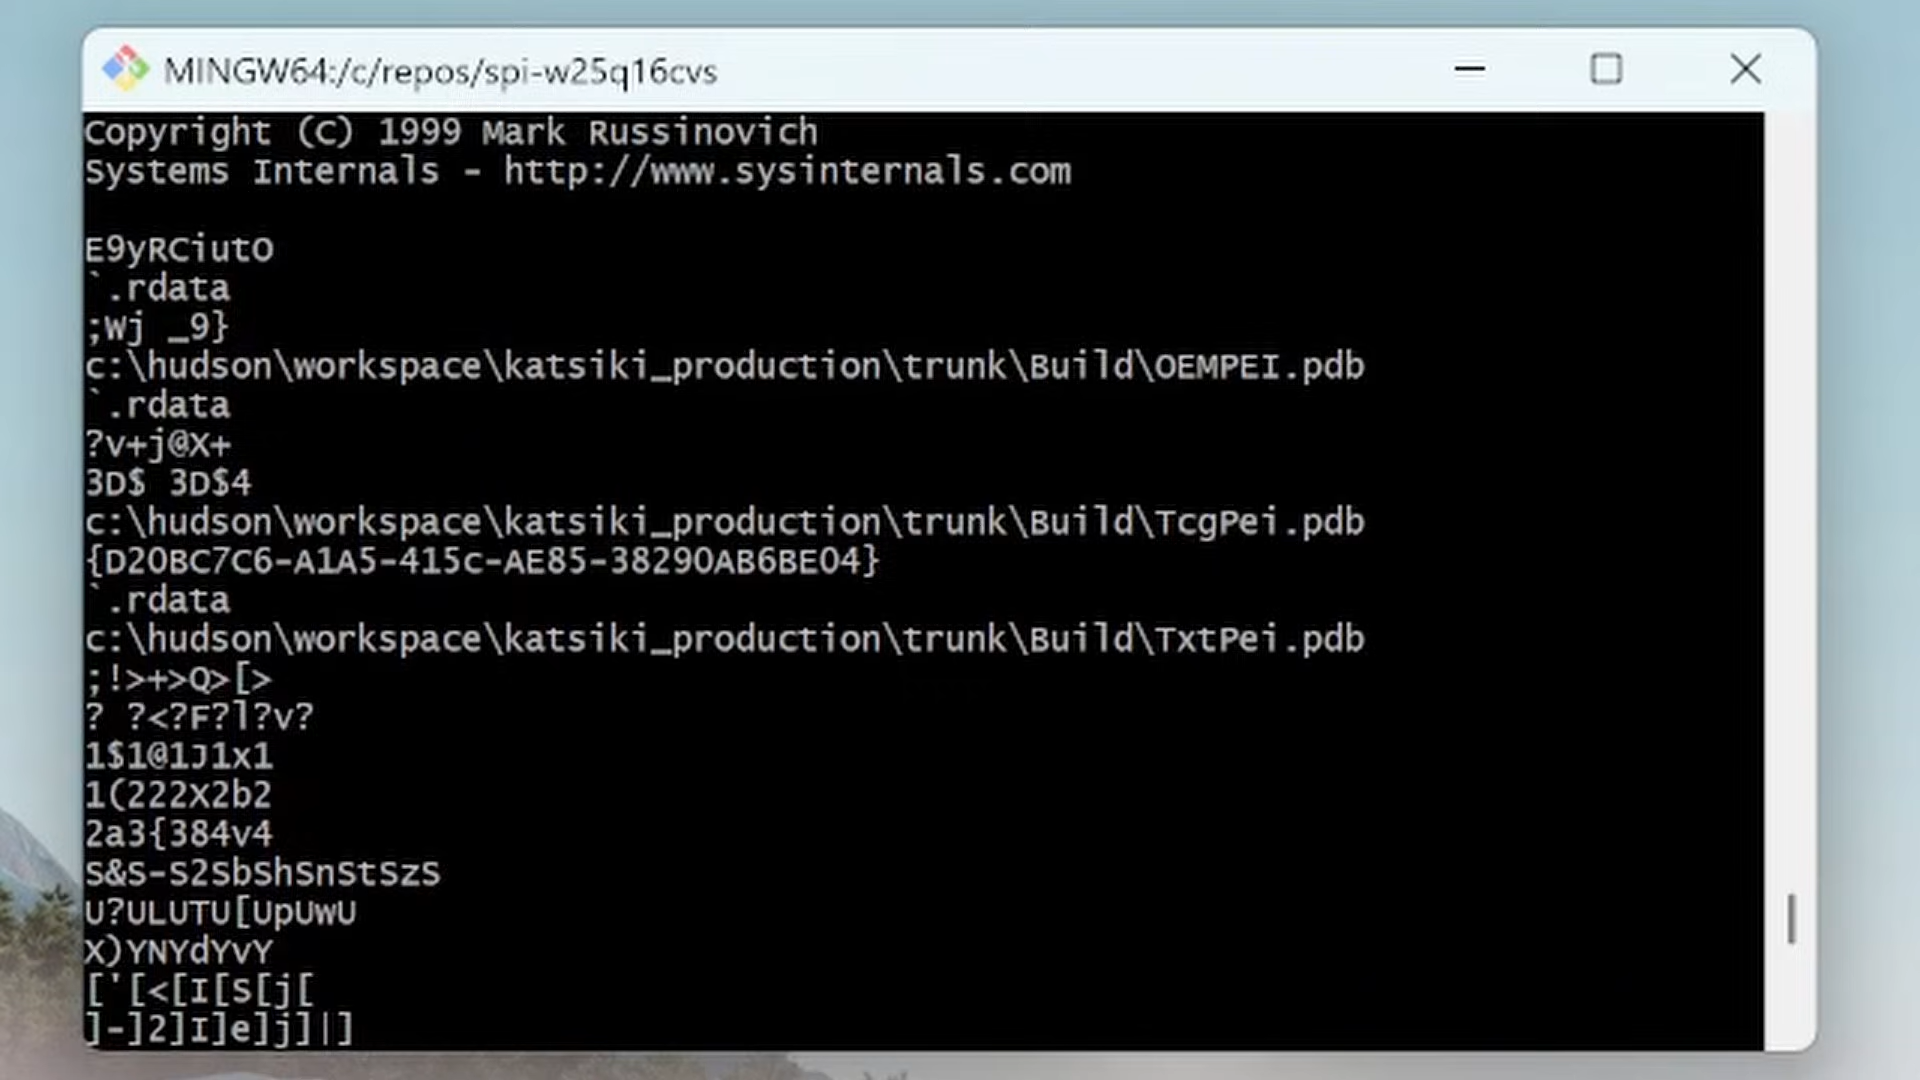 MINGW64:/c/repos/spi-w25q16cvs
Copyright (C) 1999 Mark Russinovich
Systems Internals - http://www.sysinternals.com
E9yRCiutO
`.rdata
;Wj _9}
c:\hudson\workspace\katsiki_production\trunk\Build\OEMPEI.pdb
`.rdata
?v+j@X+
3D$ 3D$4
c:\hudson\workspace\katsiki_production\trunk\Build\TcgPei.pdb
{D20BC7C6-A1A5-415c-AE85-38290AB6BE04}
`.rdata
c:\hudson\workspace\katsiki_production\trunk\Build\TxtPei.pdb
;!>+>Q>[>
? ?<?F?l?v?
1$1@1J1x1
1(222X2b2
2a3{384v4
S&S-S2SbShSnStSzS
U?ULUTU[UpUwU
X)YNYdYvY
['[<[I[S[j[
]-]2]I]e]j]|]